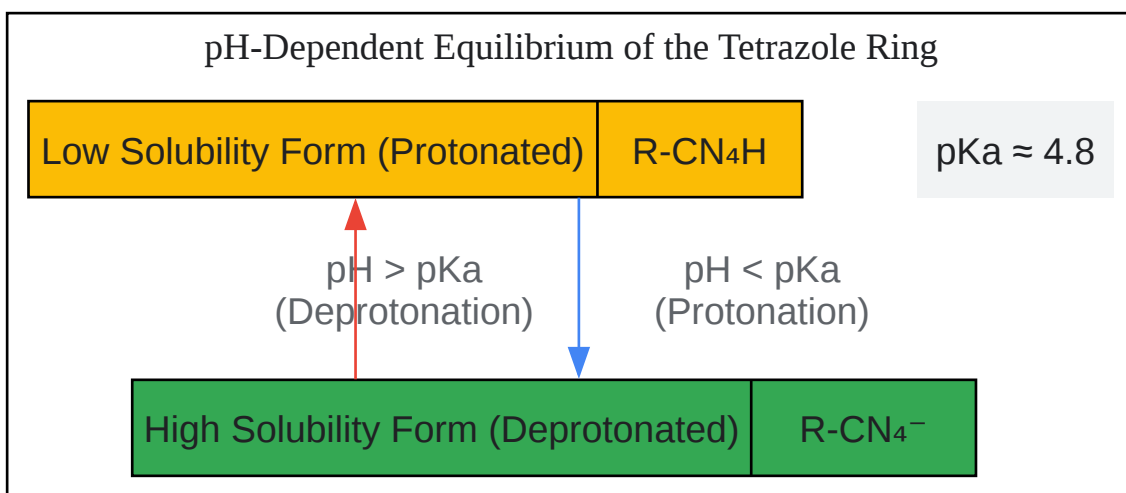 pH-Dependent Equilibrium of the Tetrazole Ring
Low Solubility Form (Protonated)
R-CN₄H
pKa ≈ 4.8
pH > pKa
(Deprotonation)
pH < pKa
(Protonation)
High Solubility Form (Deprotonated)
R-CN₄⁻